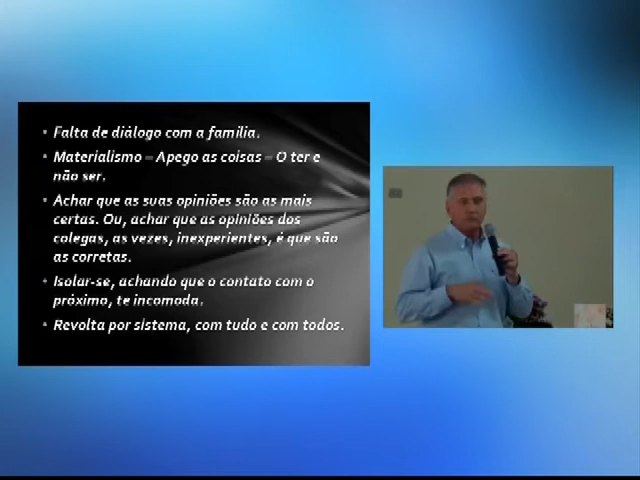 Falta de diálogo com a família.
Materialismo – Apego as coisas – O ter e
não ser.
Achar que as suas opiniões são as mais
certas. Ou, achar que as opiniões dos
colegas, as vezes, inexperientes, é que são
as corretas.
Isolar-se, achando que o contato com o
próximo, te incomoda.
Revolta por sistema, com tudo e com todos.